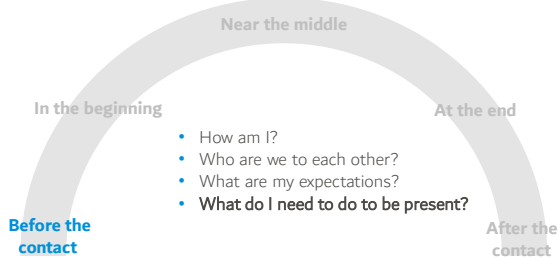 Near the middle
In the beginning
At the end
• How am I?
• Who are we to each other?
• What are my expectations?
• What do I need to do to be present?
Before the
contact
After the
contact